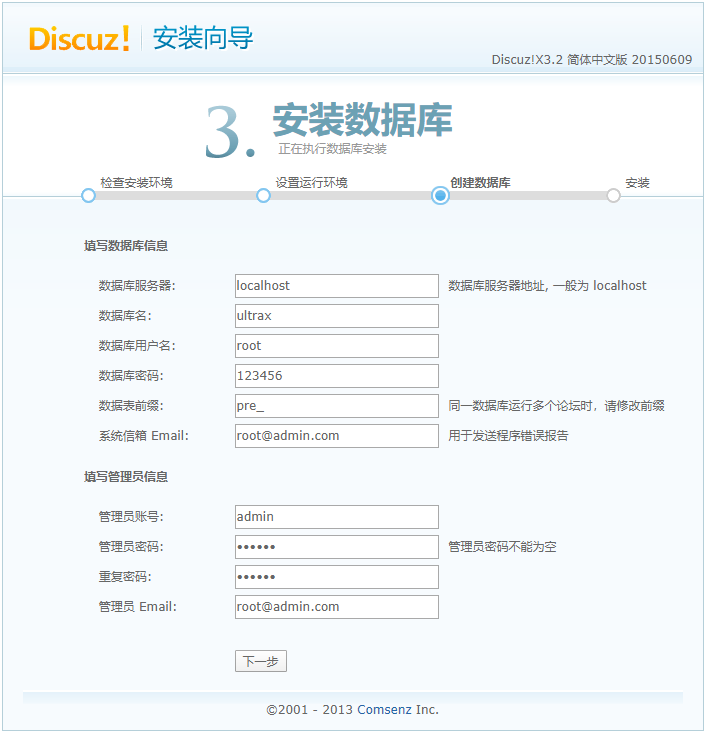 Discuz! 安装向导
Discuz!X3.2 简体中文版 20150609
3. 安装数据库
正在执行数据库安装
检查安装环境 设置运行环境 创建数据库 安装
填写数据库信息
数据库服务器: localhost 数据库服务器地址, 一般为 localhost
数据库名: ultrax
数据库用户名: root
数据库密码: 123456
数据表前缀: pre_ 同一数据库运行多个论坛时，请修改前缀
系统信箱 Email: root@admin.com 用于发送程序错误报告
填写管理员信息
管理员账号: admin
管理员密码: •••••• 管理员密码不能为空
重复密码: ••••••
管理员 Email: root@admin.com
下一步
©2001 - 2013 Comsenz Inc.